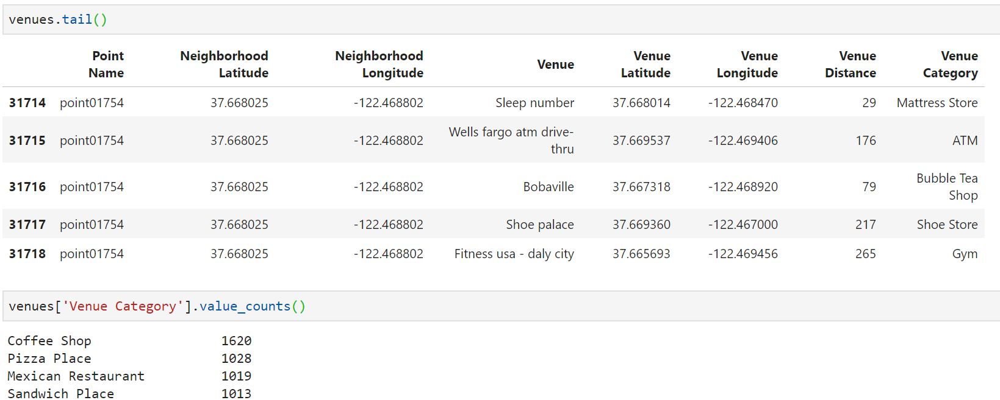 venues.tail()
Point Name Neighborhood Latitude Neighborhood Longitude Venue Venue Latitude Venue Longitude Venue Distance Venue Category
31714 point01754 37.668025 -122.468802 Sleep number 37.668014 -122.468470 29 Mattress Store
31715 point01754 37.668025 -122.468802 Wells fargo atm drive-thru 37.669537 -122.469406 176 ATM
31716 point01754 37.668025 -122.468802 Bobaville 37.667318 -122.468920 79 Bubble Tea Shop
31717 point01754 37.668025 -122.468802 Shoe palace 37.669360 -122.467000 217 Shoe Store
31718 point01754 37.668025 -122.468802 Fitness usa - daly city 37.665693 -122.469456 265 Gym
venues['Venue Category'].value_counts()
Coffee Shop 1620
Pizza Place 1028
Mexican Restaurant 1019
Sandwich Place 1013